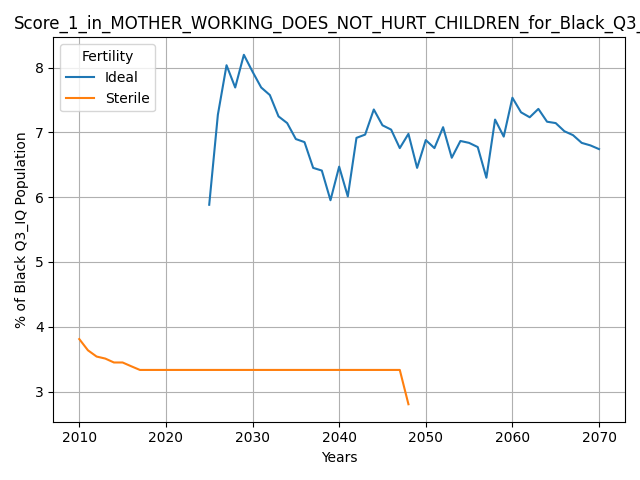 Score_1_in_MOTHER_WORKING_DOES_NOT_HURT_CHILDREN_for_Black_Q3_
Fertility
Ideal
Sterile
8
7
6
5
4
3
% of Black Q3_IQ Population
2010 2020 2030 2040 2050 2060 2070
Years